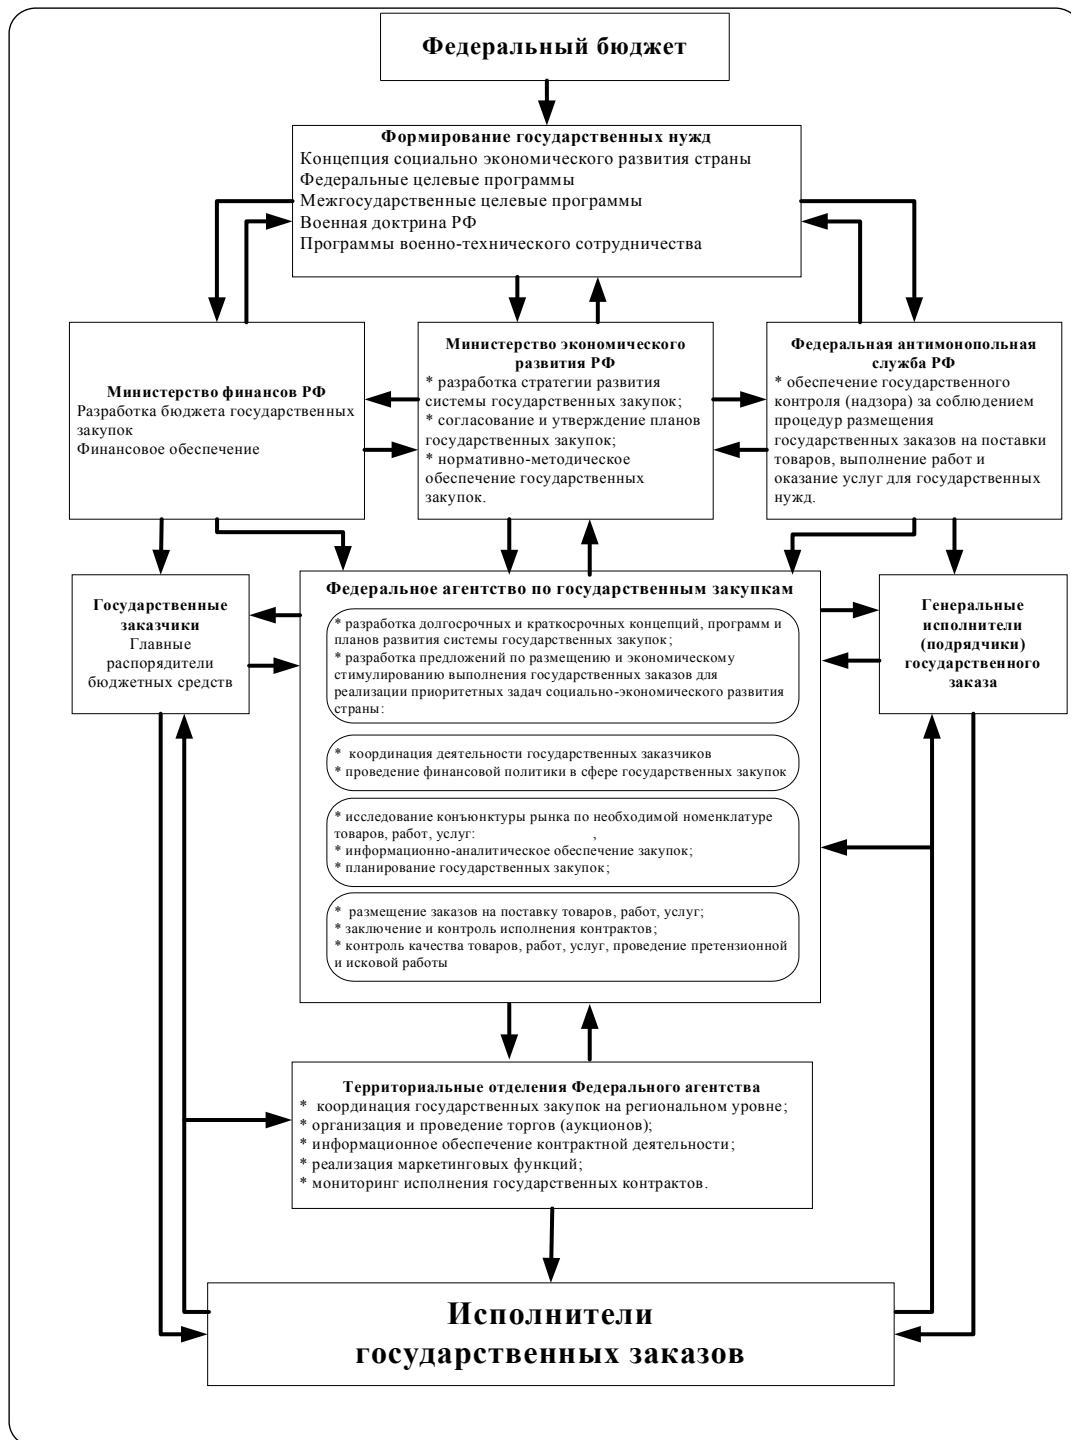 Федеральный бюджет
Формирование государственных нужд
Концепция социально экономического развития страны
Федеральные целевые программы
Межгосударственные целевые программы
Военная доктрина РФ
Программы военно-технического сотрудничества
Министерство финансов РФ
Разработка бюджета государственных
закупок
Финансовое обеспечение
Министерство экономического
развития РФ
* разработка стратегии развития
системы государственных закупок;
* согласование и утверждение планов
государственных закупок;
* нормативно-методическое
обеспечение государственных
закупок.
Федеральная антимонопольная
служба РФ
* обеспечение государственного
контроля (надзора) за соблюдением
процедур размещения
государственных заказов на поставки
товаров, выполнение работ и
оказание услуг для государственных
нужд.
Государственные
заказчики
Главные
распорядители
бюджетных средств
Федеральное агентство по государственным закупкам
* разработка долгосрочных и краткосрочных концепций, программ и
планов развития системы государственных закупок;
* разработка предложений по размещению и экономическому
стимулированию выполнения государственных заказов для
реализации приоритетных задач социально-экономического развития
страны:
* координация деятельности государственных заказчиков
* проведение финансовой политики в сфере государственных закупок
* исследование конъюнктуры рынка по необходимой номенклатуре
товаров, работ, услуг: ,
* информационно-аналитическое обеспечение закупок;
* планирование государственных закупок;
* размещение заказов на поставку товаров, работ, услуг;
* заключение и контроль исполнения контрактов;
* контроль качества товаров, работ, услуг, проведение претензионной
и исковой работы
Генеральные
исполнители
(подрядчики)
государственного
заказа
Территориальные отделения Федерального агентства
* координация государственных закупок на региональном уровне;
* организация и проведение торгов (аукционов);
* информационное обеспечение контрактной деятельности;
* реализация маркетинговых функций;
* мониторинг исполнения государственных контрактов.
Исполнители
государственных заказов